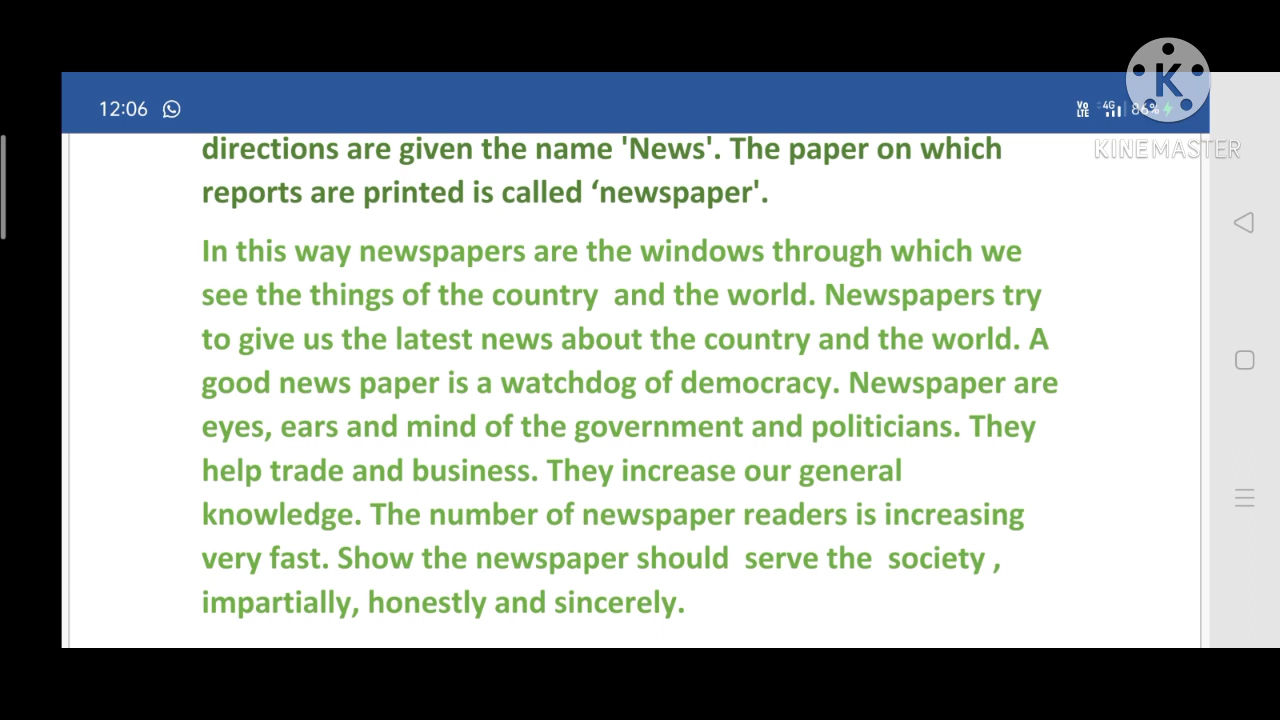 12:06
Vo LTE 4G 86%
K
KINEMASTER
directions are given the name 'News'. The paper on which
reports are printed is called ‘newspaper'.
In this way newspapers are the windows through which we
see the things of the country  and the world. Newspapers try
to give us the latest news about the country and the world. A
good news paper is a watchdog of democracy. Newspaper are
eyes, ears and mind of the government and politicians. They
help trade and business. They increase our general
knowledge. The number of newspaper readers is increasing
very fast. Show the newspaper should  serve the  society ,
impartially, honestly and sincerely.